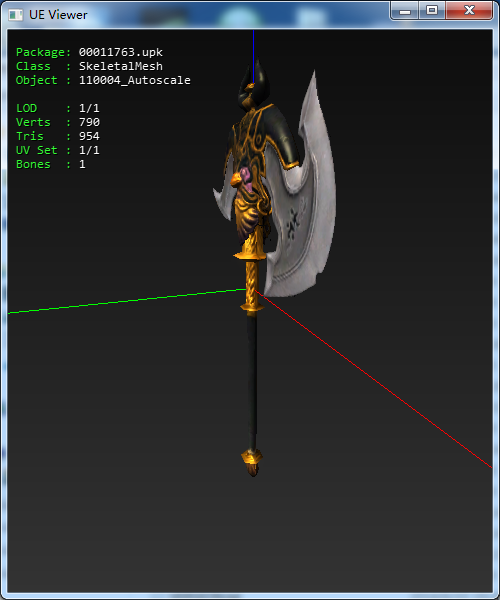 UE Viewer
Package: 00011763.upk
Class  : SkeletalMesh
Object : 110004_Autoscale
LOD    : 1/1
Verts  : 790
Tris   : 954
UV Set : 1/1
Bones  : 1